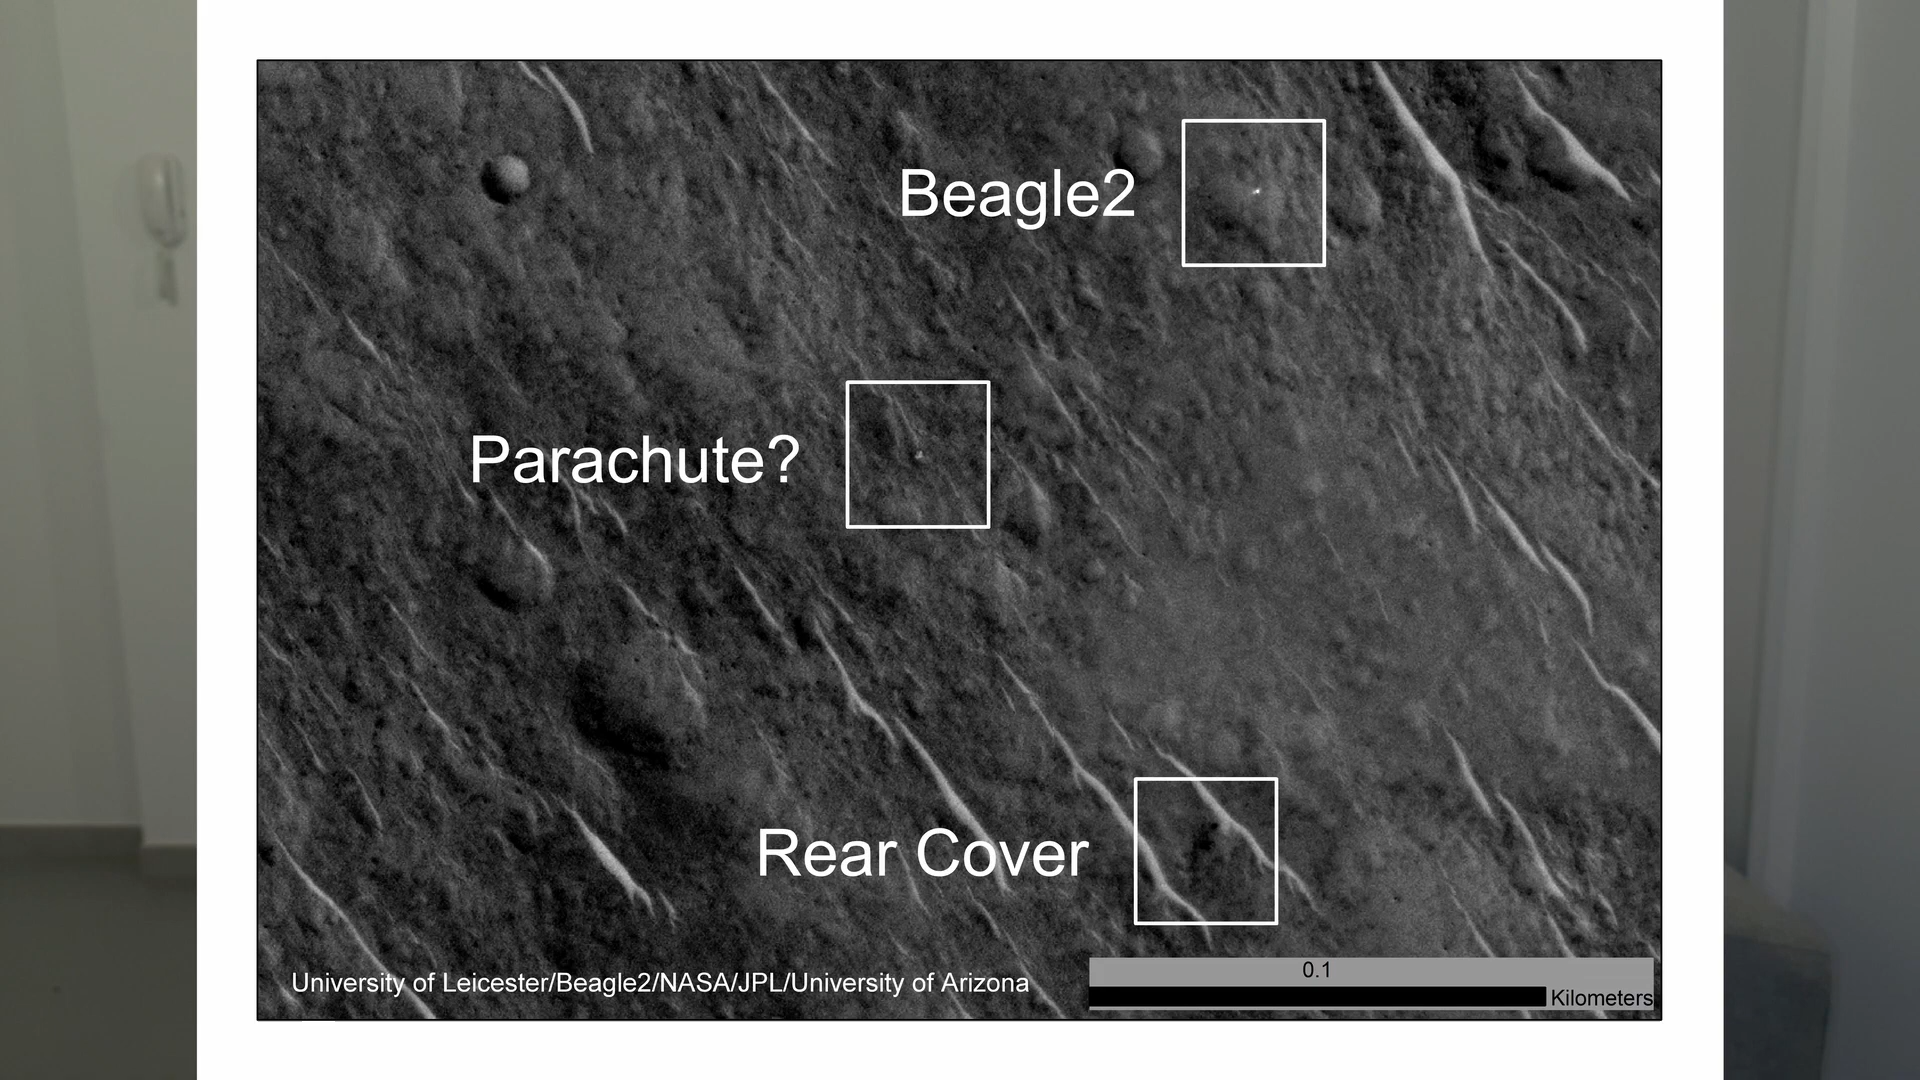 Beagle2
Parachute?
Rear Cover
University of Leicester/Beagle2/NASA/JPL/University of Arizona
0.1
Kilometers